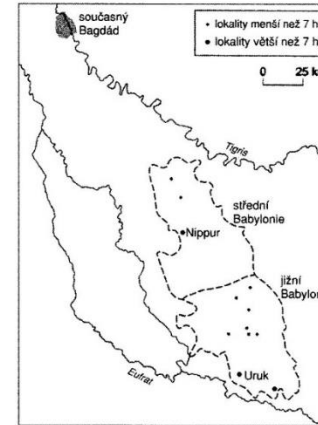 současný
Bagdád
lokality menší než 7 h
lokality větší než 7 h
0 25 k
Tigris
střední
Babylonie
Nippur
jižní
Babylon
Uruk
Eufrat